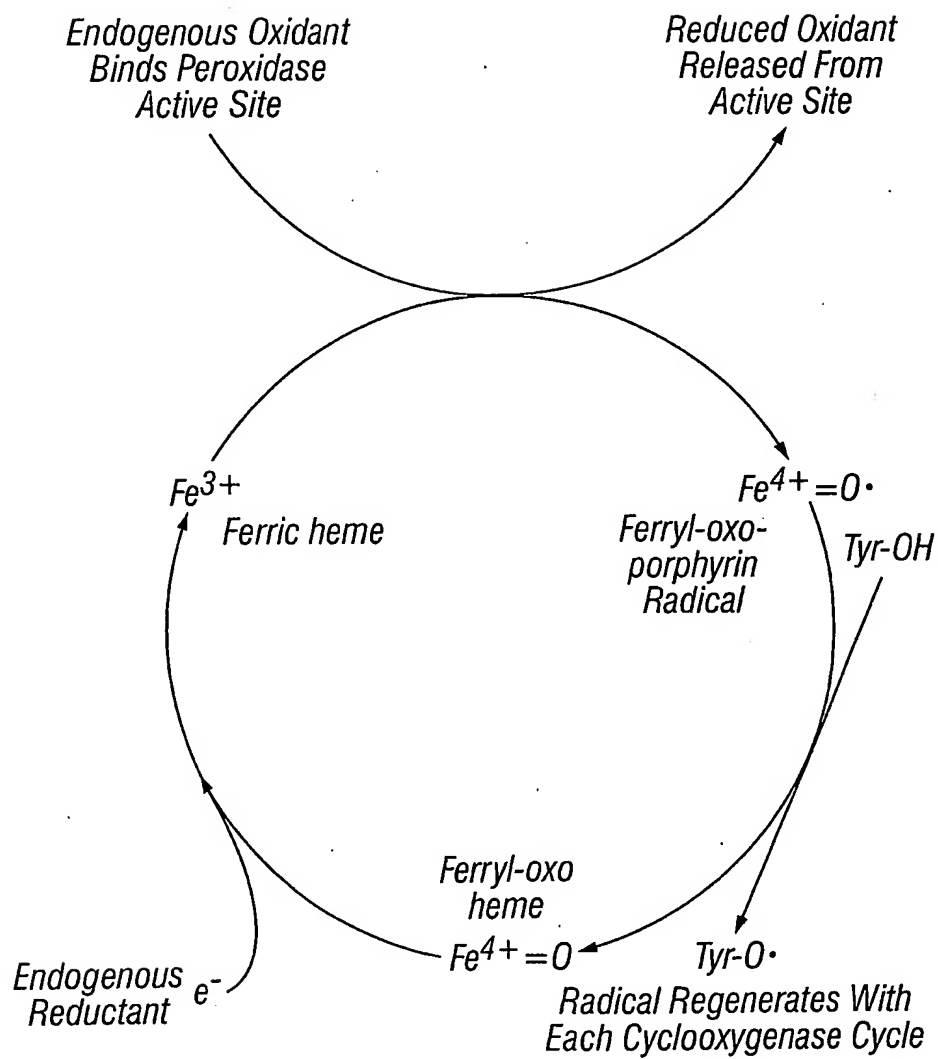 Endogenous Oxidant
Binds Peroxidase
Active Site
Reduced Oxidant
Released From
Active Site
Fe3+
Ferric heme
Fe4+=O•
Ferryl-oxo-
porphyrin
Radical
Tyr-OH
Ferryl-oxo
heme
Fe4+=O
Tyr-O•
Radical Regenerates With
Each Cyclooxygenase Cycle
Endogenous
Reductant e-